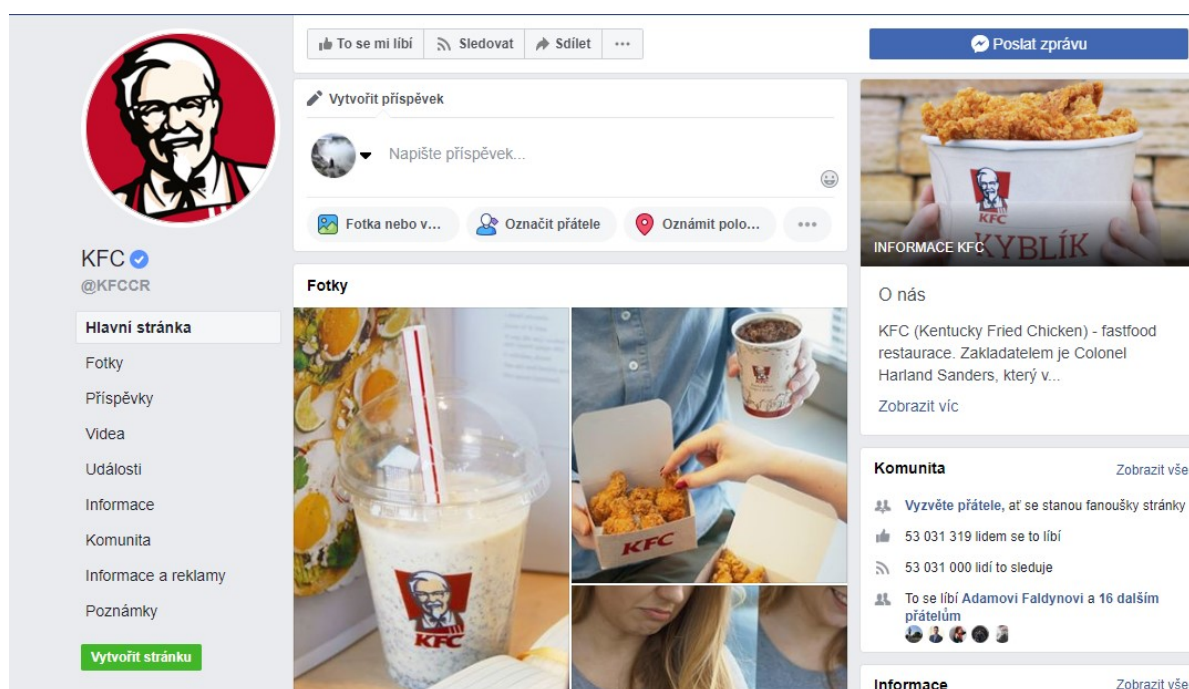 To se mi líbí
Sledovat
Sdílet
Poslat zprávu
Vytvořit příspěvek
Napište příspěvek...
Fotka nebo v...
Označit přátele
Oznámit polo...
KFC
@KFCCR
Hlavní stránka
Fotky
Příspěvky
Videa
Události
Informace
Komunita
Informace a reklamy
Poznámky
Vytvořit stránku
Fotky
KFC
KFC
KFC
KYBLÍK
INFORMACE KFC
O nás
KFC (Kentucky Fried Chicken) - fastfood
restaurace. Zakladatelem je Colonel
Harland Sanders, který v...
Zobrazit víc
Komunita
Zobrazit vše
Vyzvěte přátele, ať se stanou fanoušky stránky
53 031 319 lidem se to líbí
53 031 000 lidí to sleduje
To se líbí Adamovi Faldynovi a 16 dalším
přátelům
Informace
Zobrazit vše